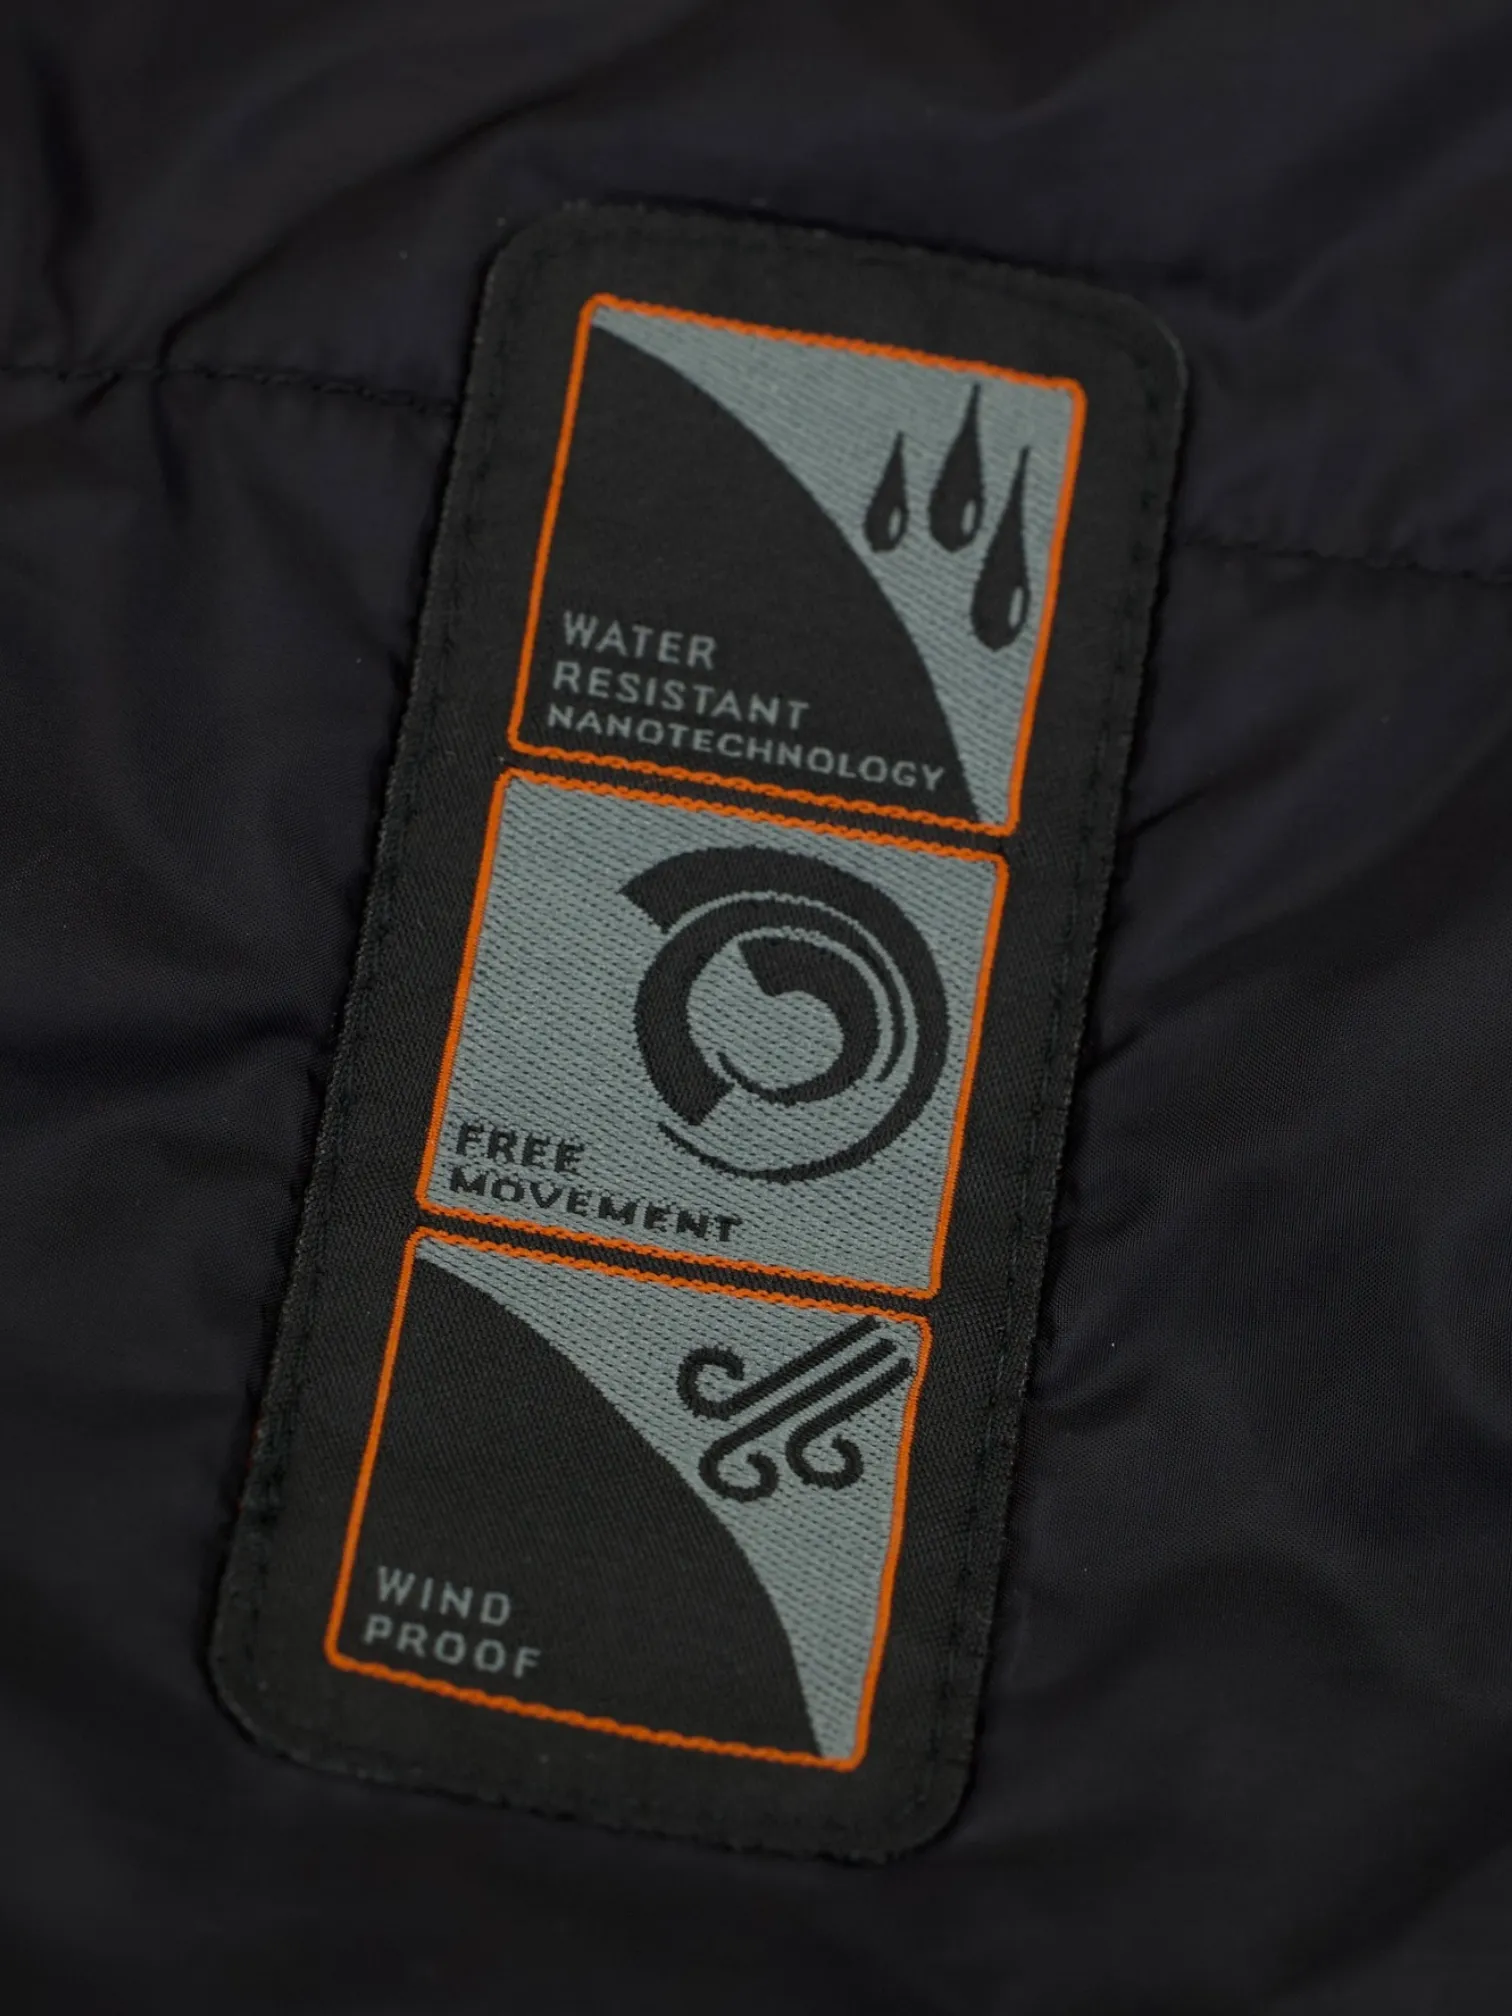 WATER
RESISTANT
NANOTECHNOLOGY
FREE
MOVEMENT
WIND
PROOF